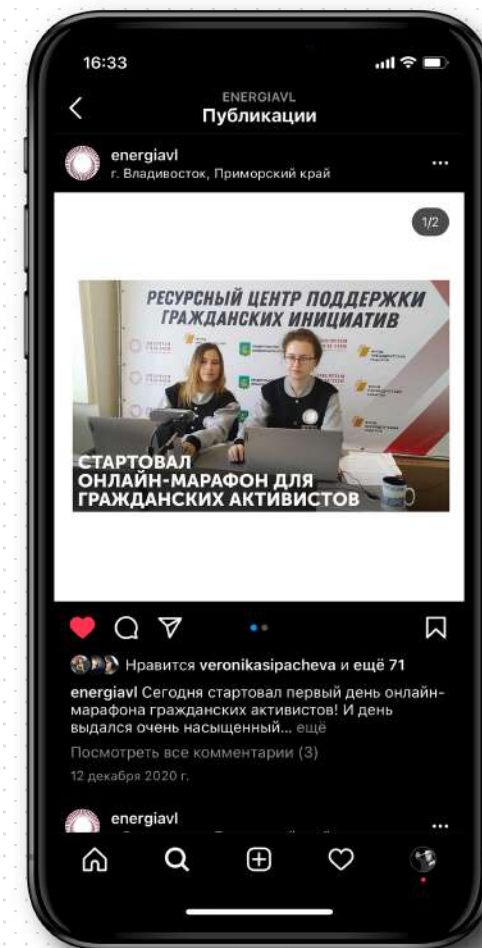 16:33
ENERGIAVL
Публикации
energiavl
г. Владивосток, Приморский край
1/2
РЕСУРСНЫЙ ЦЕНТР ПОДДЕРЖКИ
ГРАЖДАНСКИХ ИНИЦИАТИВ
СТАРТОВАЛ
ОНЛАЙН-МАРАФОН ДЛЯ
ГРАЖДАНСКИХ АКТИВИСТОВ
Нравится veronikasipacheva и ещё 71
energiavl Сегодня стартовал первый день онлайн-
марафона гражданских активистов! И день
выдался очень насыщенный... ещё
Посмотреть все комментарии (3)
12 декабря 2020 г.
energiavl